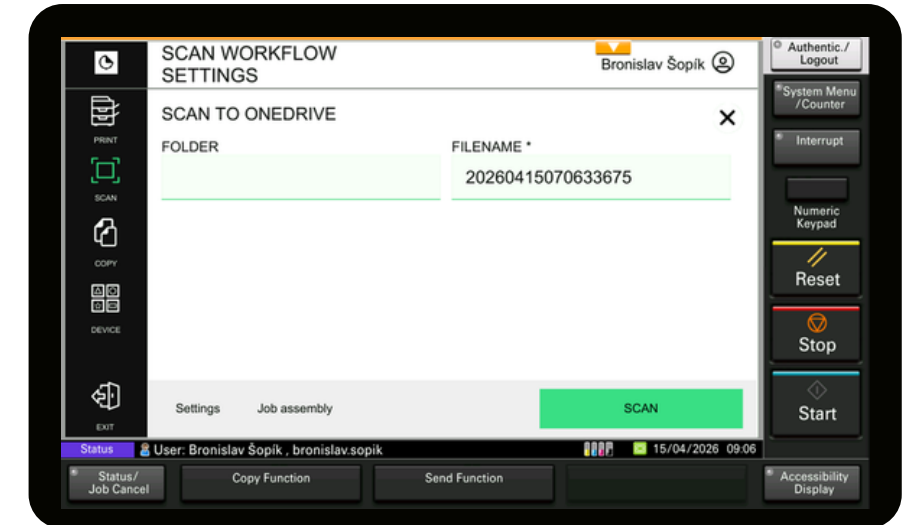 SCAN WORKFLOW
SETTINGS
Bronislav Šopík
Authentic./
Logout
System Menu
/Counter
PRINT
SCAN TO ONEDRIVE
FOLDER
FILENAME *
Interrupt
20260415070633675
SCAN
Numeric
Keypad
COPY
Reset
DEVICE
Stop
Settings
Job assembly
SCAN
Start
EXIT
Status
User: Bronislav Šopík , bronislav.sopik
15/04/2026 09:06
Status/
Job Cancel
Copy Function
Send Function
Accessibility
Display